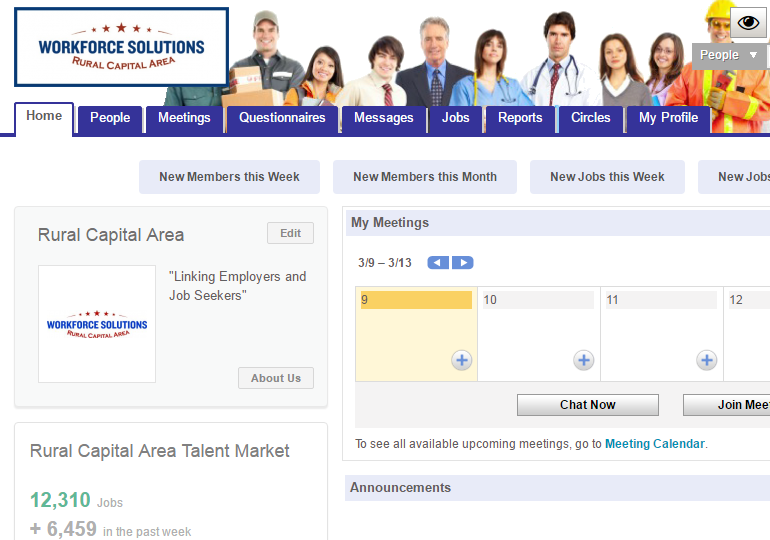 WORKFORCE SOLUTIONS
RURAL CAPITAL AREA
People ▼
Home People Meetings Questionnaires Messages Jobs Reports Circles My Profile
New Members this Week New Members this Month New Jobs this Week New Jobs
Rural Capital Area Edit
"Linking Employers and
Job Seekers"
WORKFORCE SOLUTIONS
RURAL CAPITAL AREA
About Us
Rural Capital Area Talent Market
12,310 Jobs
+ 6,459 in the past week
My Meetings
3/9 – 3/13
9 10 11 12
Chat Now Join Mee
To see all available upcoming meetings, go to Meeting Calendar.
Announcements